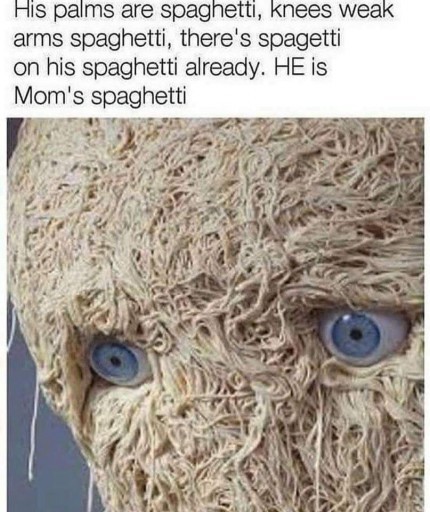 His palms are spaghetti, knees weak
arms spaghetti, there's spagetti
on his spaghetti already. HE is
Mom's spaghetti